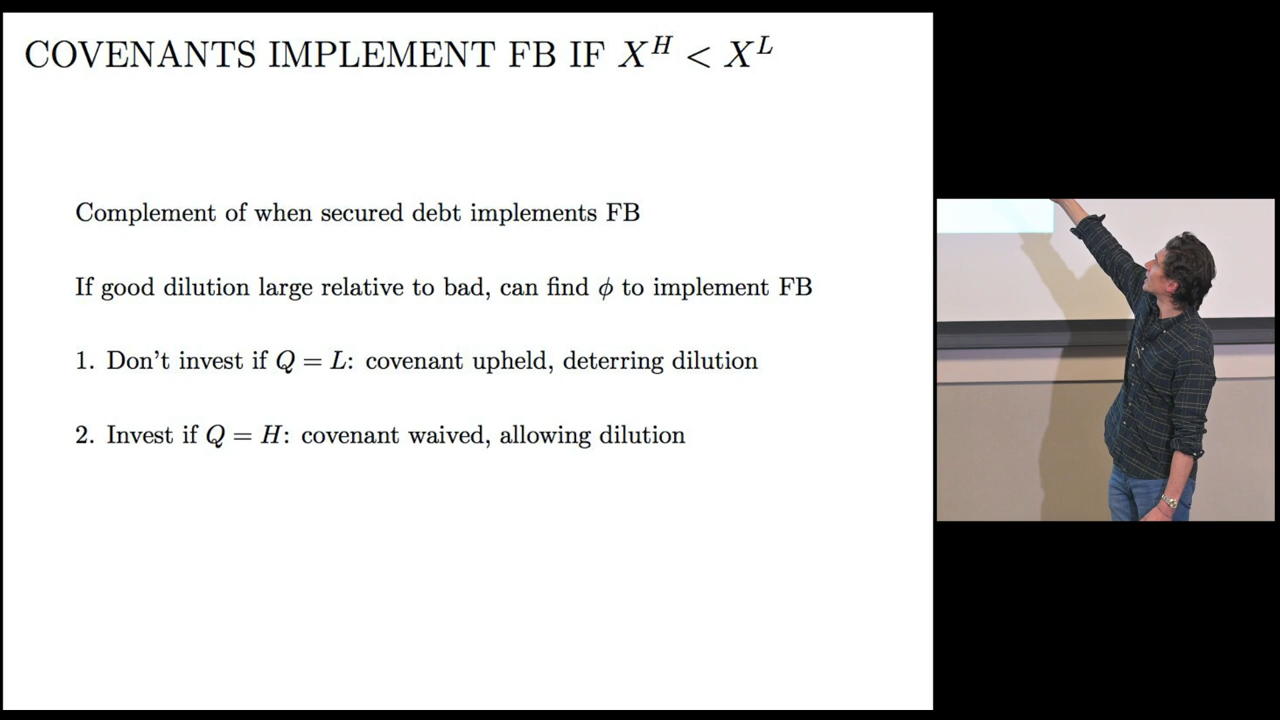 COVENANTS IMPLEMENT FB IF X^H < X^L
Complement of when secured debt implements FB
If good dilution large relative to bad, can find ϕ to implement FB
1. Don't invest if Q = L: covenant upheld, deterring dilution
2. Invest if Q = H: covenant waived, allowing dilution